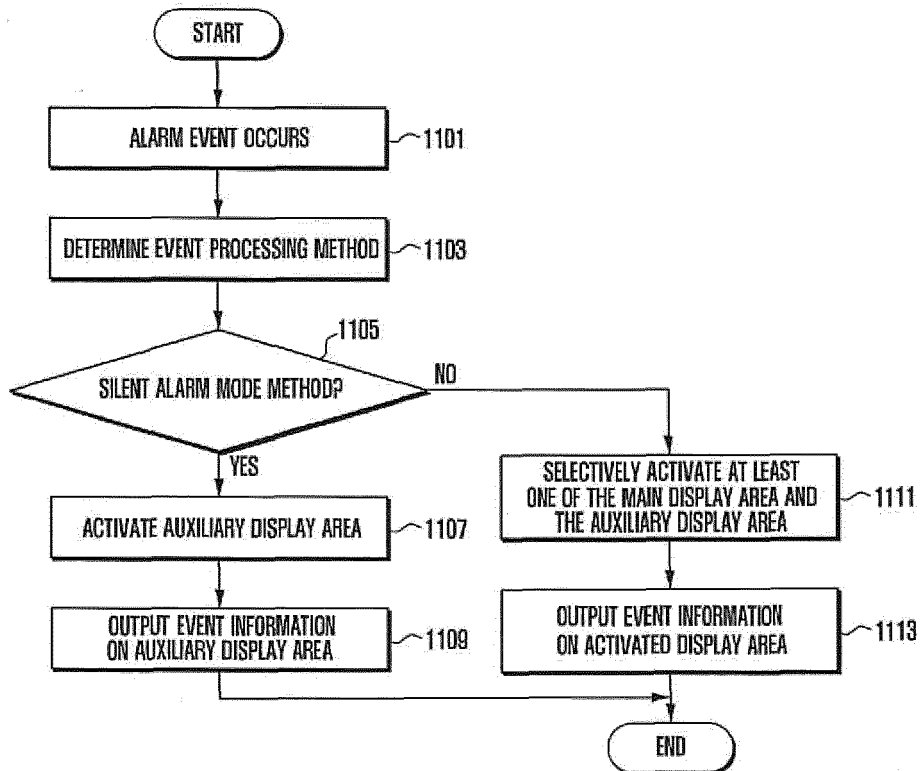 START
ALARM EVENT OCCURS
1101
DETERMINE EVENT PROCESSING METHOD
1103
1105
SILENT ALARM MODE METHOD?
NO
YES
ACTIVATE AUXILIARY DISPLAY AREA
1107
OUTPUT EVENT INFORMATION
ON AUXILIARY DISPLAY AREA
1109
SELECTIVELY ACTIVATE AT LEAST
ONE OF THE MAIN DISPLAY AREA AND
THE AUXILIARY DISPLAY AREA
1111
OUTPUT EVENT INFORMATION
ON ACTIVATED DISPLAY AREA
1113
END